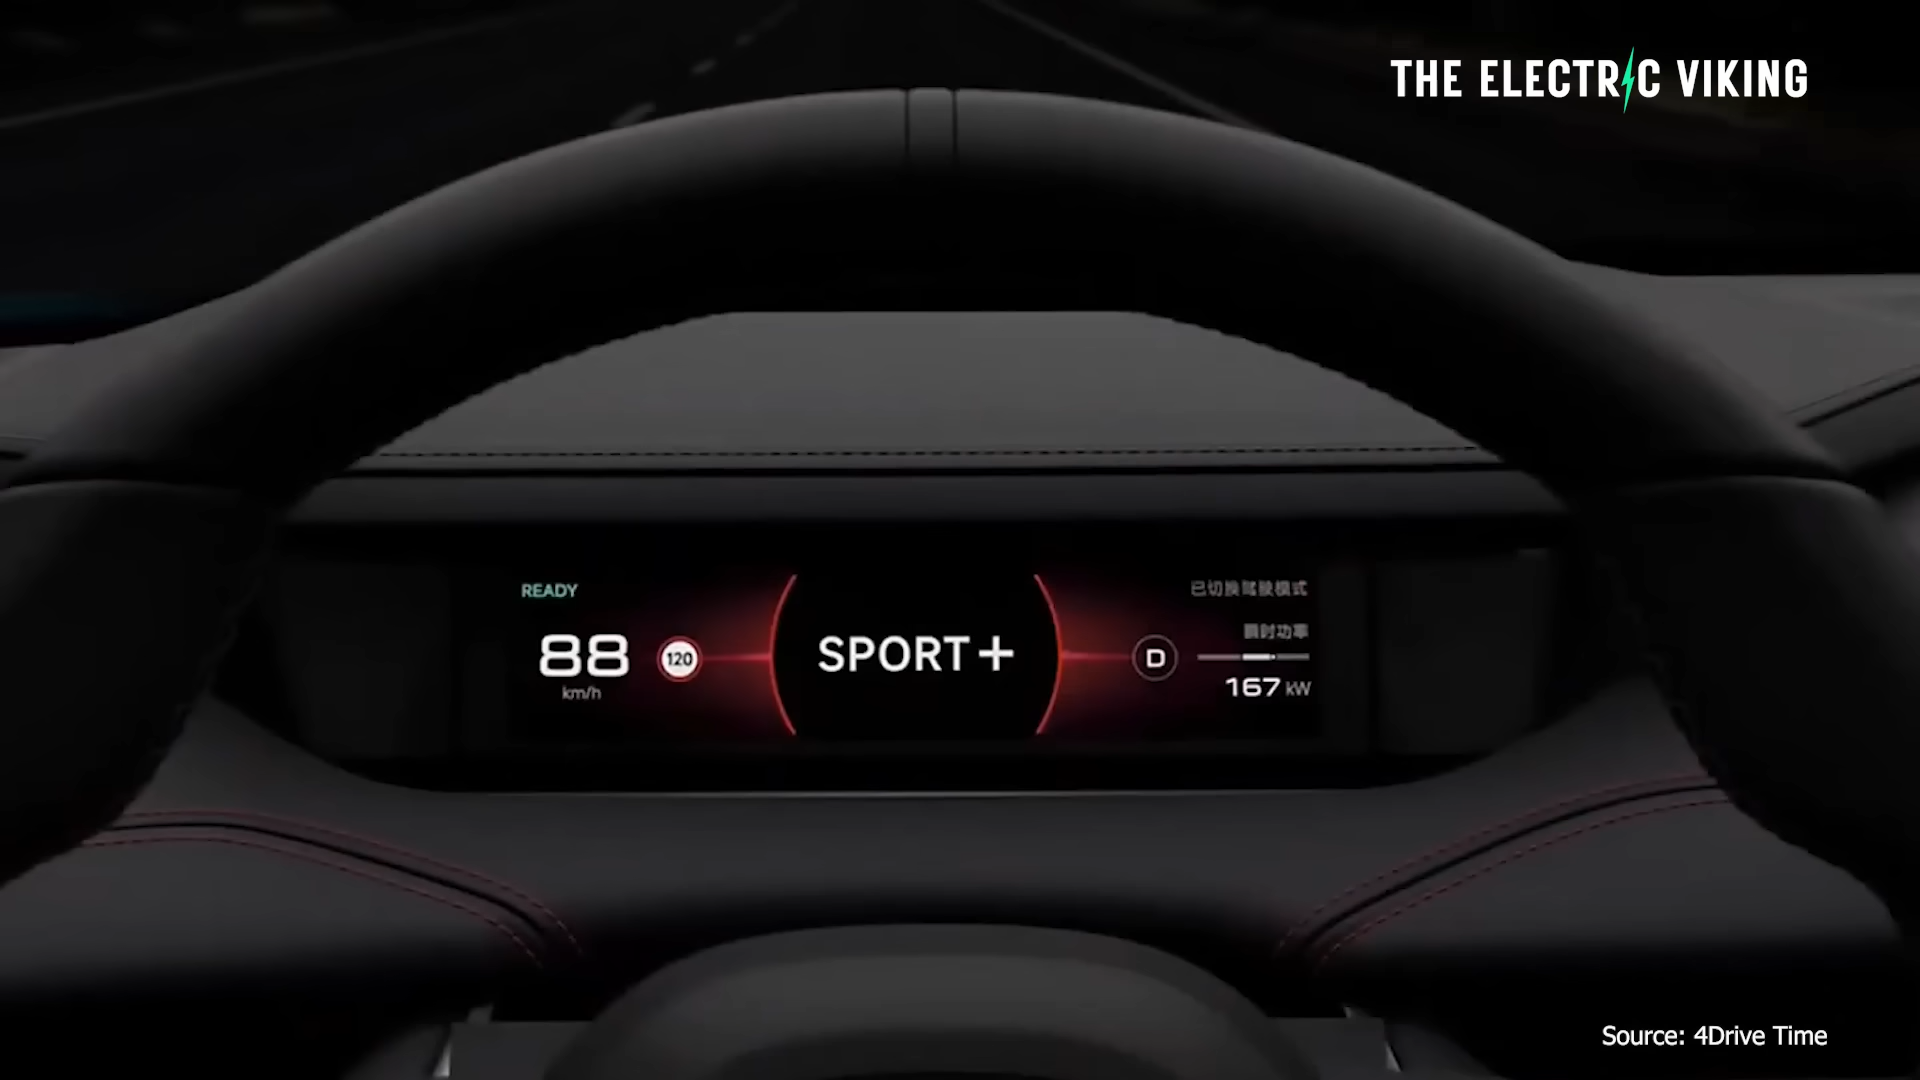 THE ELECTRIC VIKING
READY
88
km/h
120
SPORT+
D
已切换驾驶模式
瞬时功率
167 kW
Source: 4Drive Time